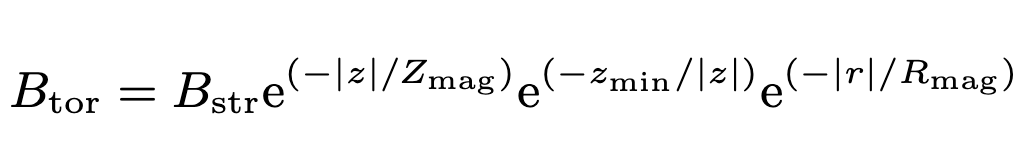 B_tor = B_str e^(−|z|/Z_mag) e^(−z_min/|z|) e^(−|r|/R_mag)